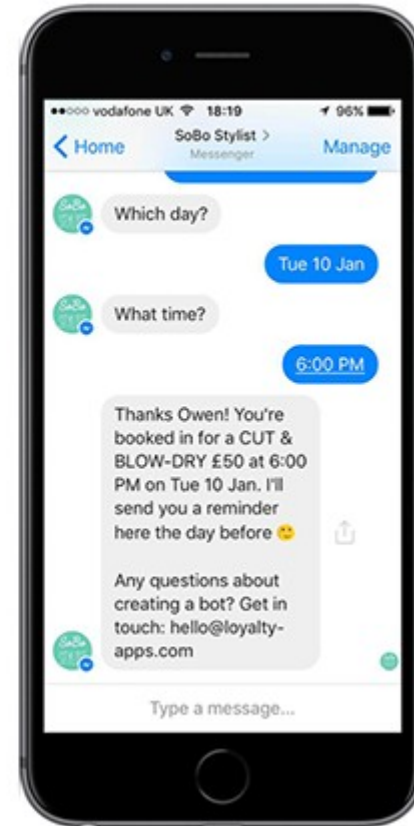 vodafone UK 18:19 96%
Home SoBo Stylist > Manage
Messenger
Which day?
Tue 10 Jan
What time?
6:00 PM
Thanks Owen! You're
booked in for a CUT &
BLOW-DRY £50 at 6:00
PM on Tue 10 Jan. I'll
send you a reminder
here the day before 🙂
Any questions about
creating a bot? Get in
touch: hello@loyalty-
apps.com
Type a message...